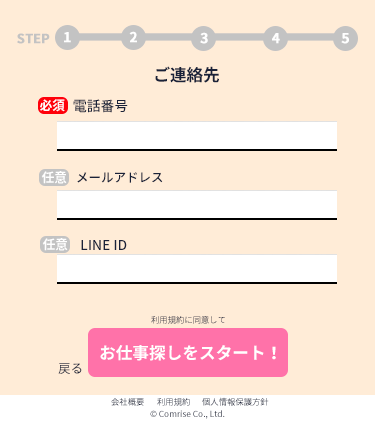 STEP 1 2 3 4 5
ご連絡先
必須 電話番号
任意 メールアドレス
任意 LINE ID
利用規約に同意して
戻る お仕事探しをスタート！
会社概要 利用規約 個人情報保護方針
© Comrise Co., Ltd.